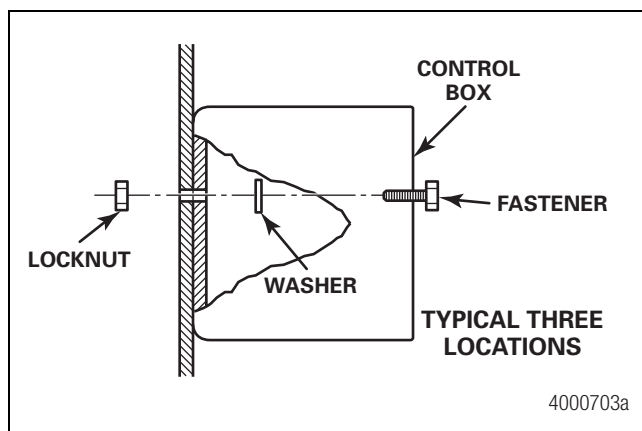 CONTROL
BOX
FASTENER
LOCKNUT
WASHER
TYPICAL THREE
LOCATIONS
4000703a